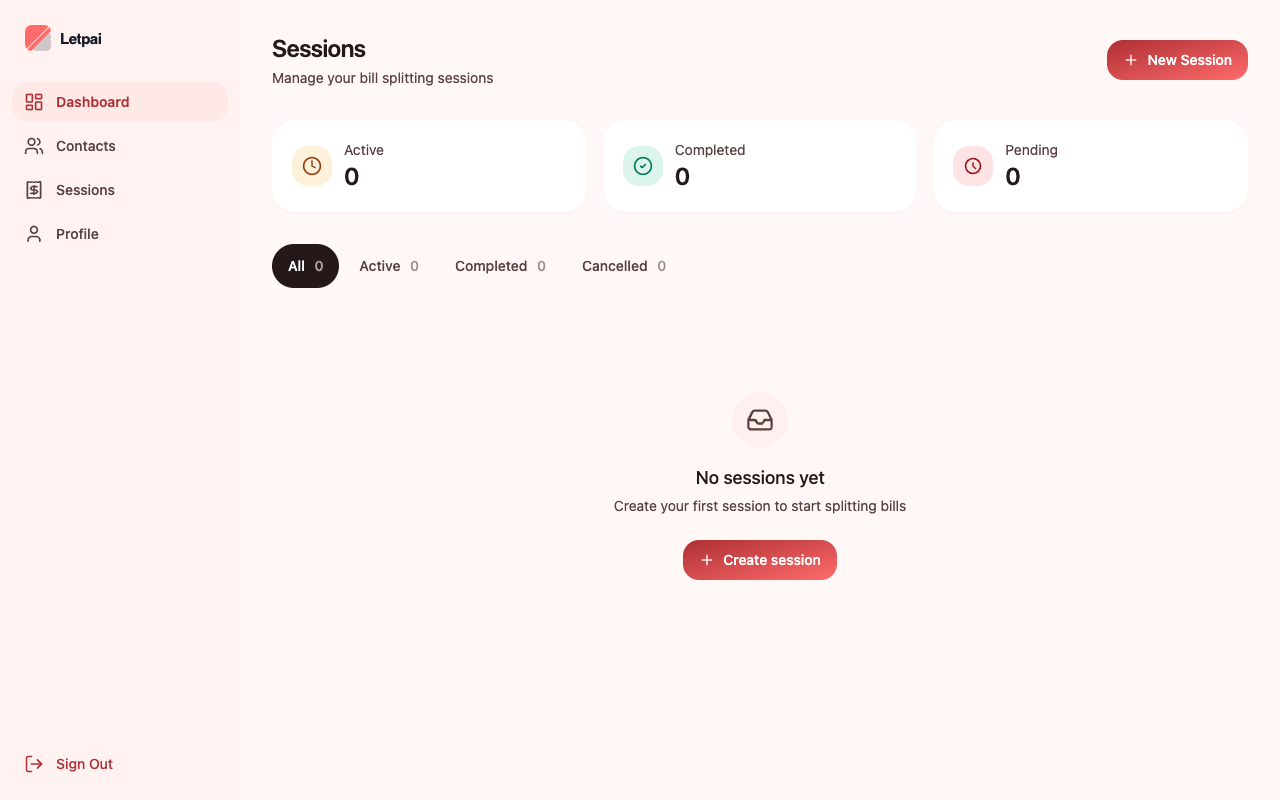 Letpai
Dashboard
Contacts
Sessions
Profile
Sign Out
Sessions
Manage your bill splitting sessions
New Session
Active
0
Completed
0
Pending
0
All 0
Active 0
Completed 0
Cancelled 0
No sessions yet
Create your first session to start splitting bills
Create session